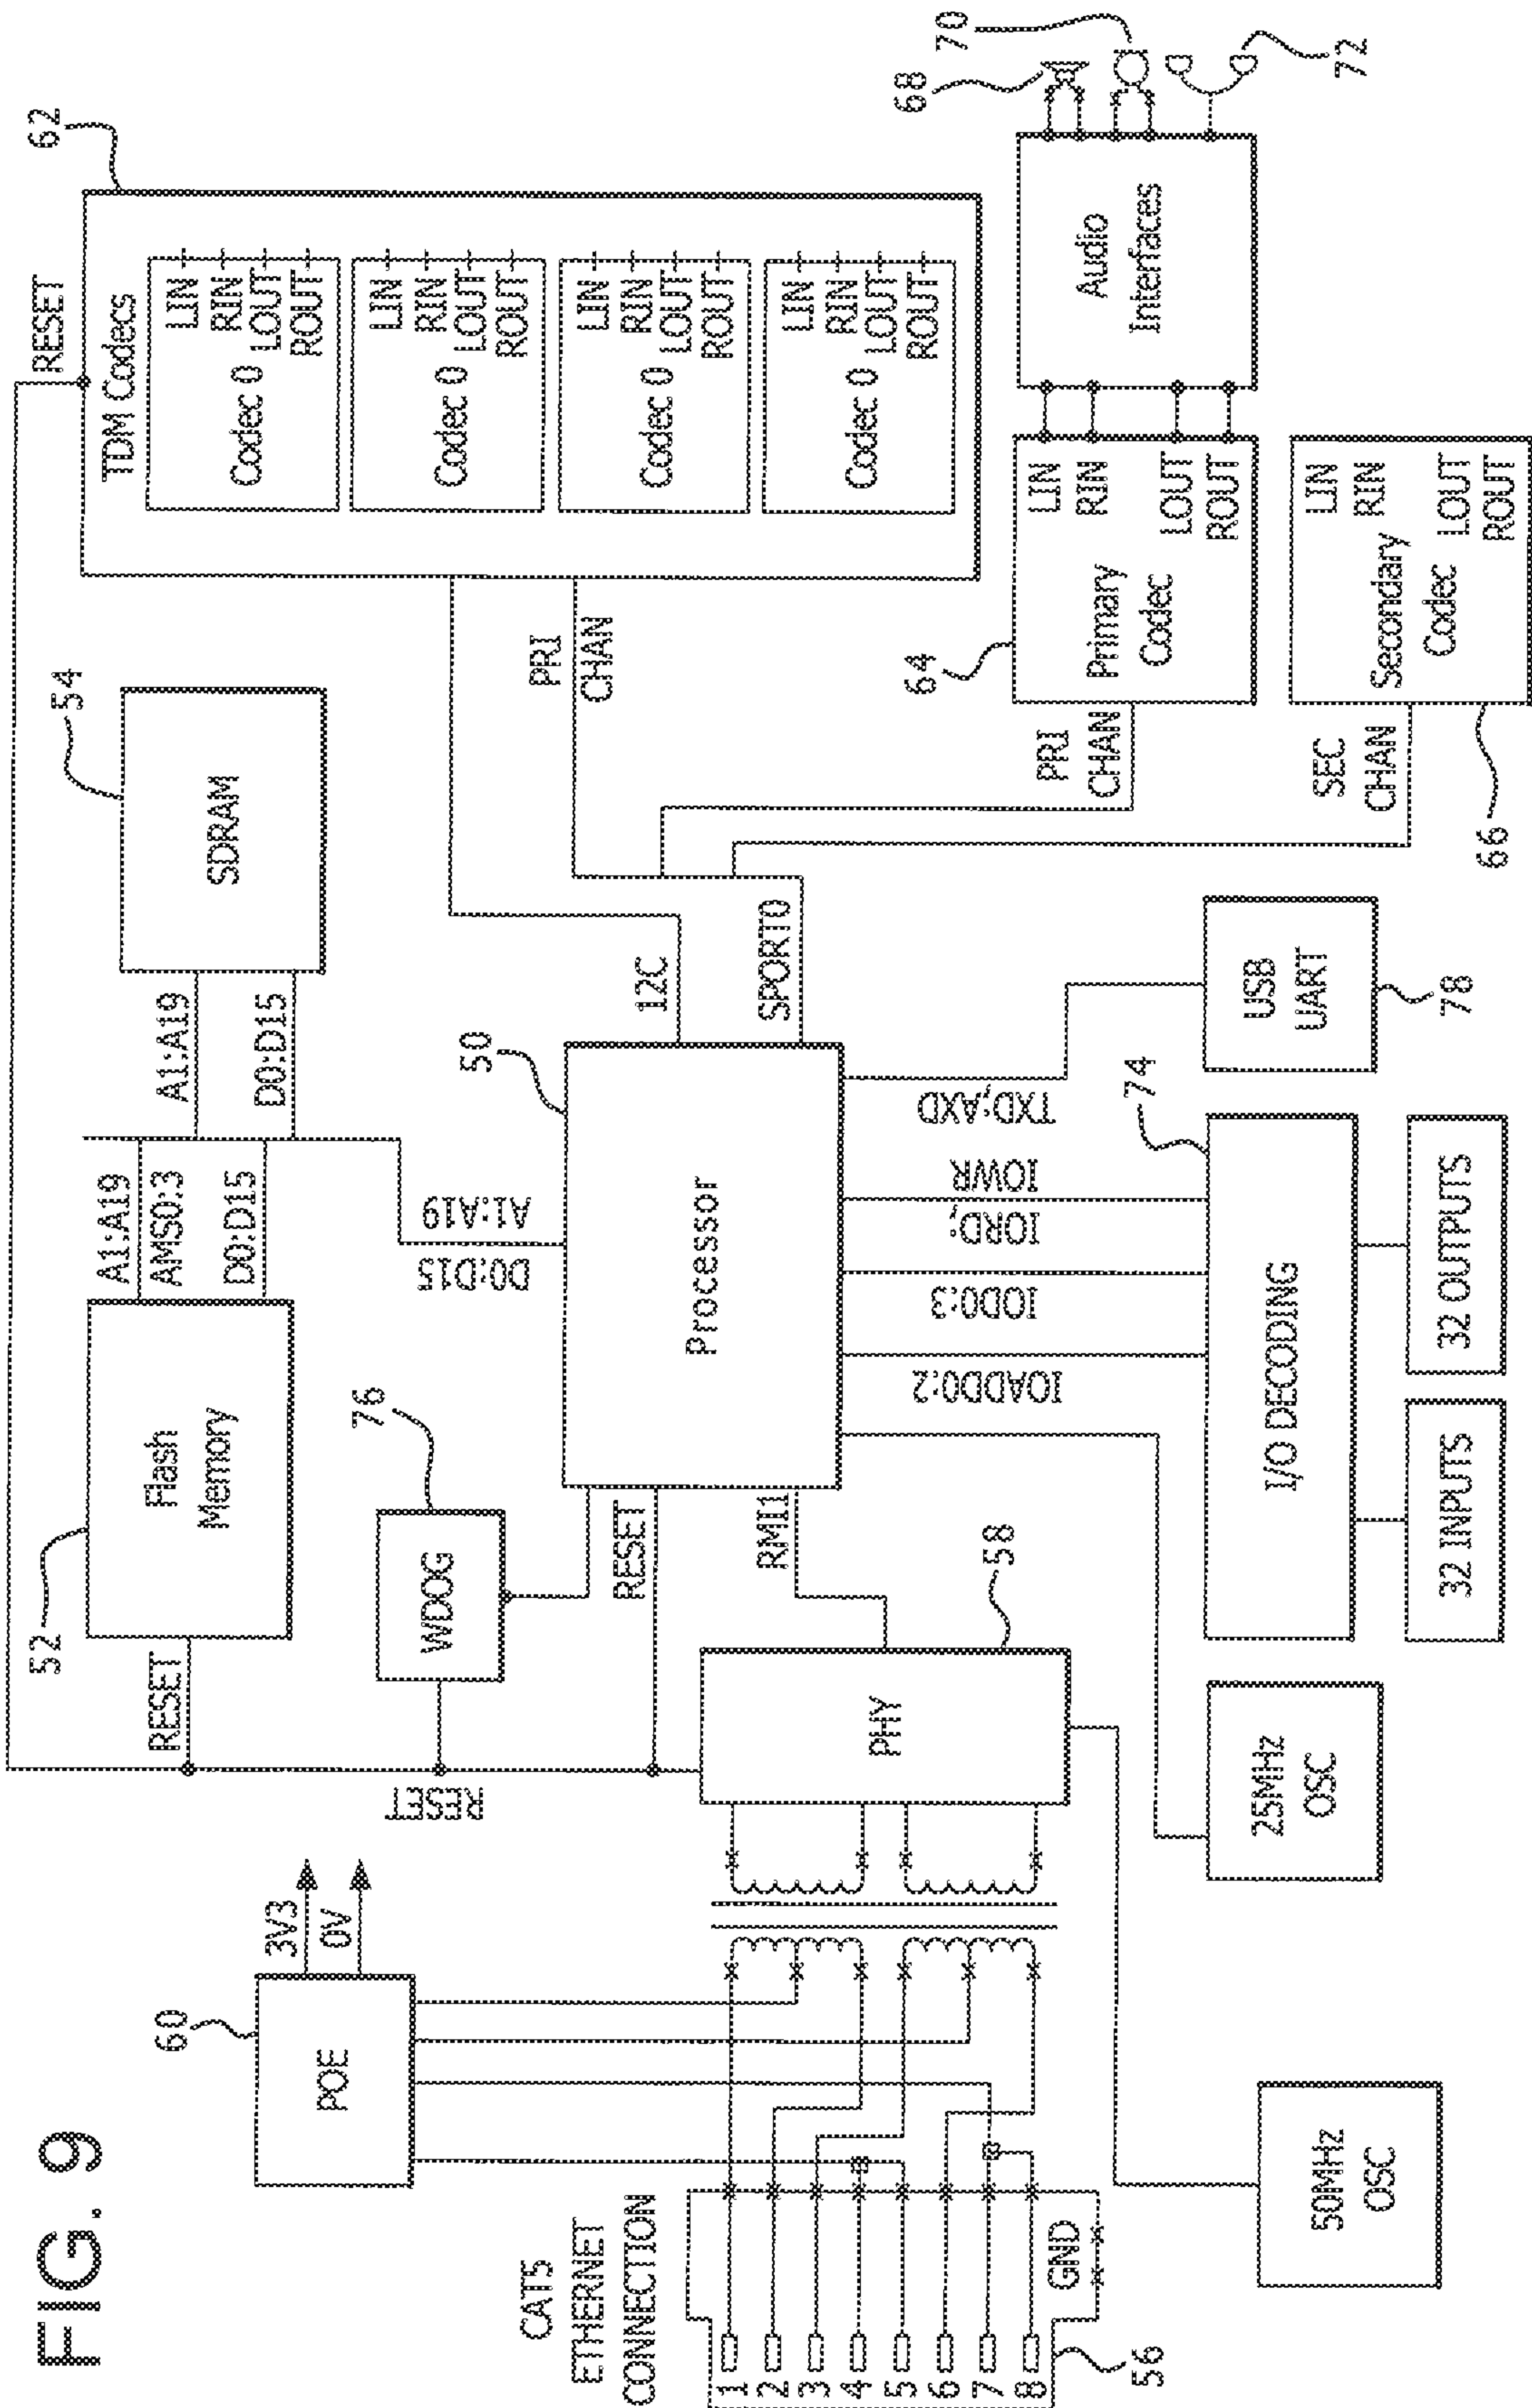 FIG. 9
CAT5
ETHERNET
CONNECTION
1
2
3
4
5
6
7
8
GND
56
POE
60
3V3
0V
50MHz
OSC
RESET
RESET
Flash
Memory
52
A1:A19
AMS0:3
D0:D15
WDOG
76
RESET
PHY
58
RMI1
25MHz
OSC
SDRAM
54
A1:A19
D0:D15
D0:D15
A1:A19
Processor
50
12C
SPORT0
IOADD0:2
IOD0:3
IORD;
IOWR
TXD;AXD
I/O DECODING
74
32 INPUTS
32 OUTPUTS
USB
UART
78
RESET
62
TDM Codecs
Codec 0
LIN
RIN
LOUT
ROUT
Codec 0
LIN
RIN
LOUT
ROUT
Codec 0
LIN
RIN
LOUT
ROUT
Codec 0
LIN
RIN
LOUT
ROUT
PRI
CHAN
PRI
CHAN
64
Primary
Codec
LIN
RIN
LOUT
ROUT
SEC
CHAN
66
Secondary
Codec
LIN
RIN
LOUT
ROUT
Audio
Interfaces
68
70
72